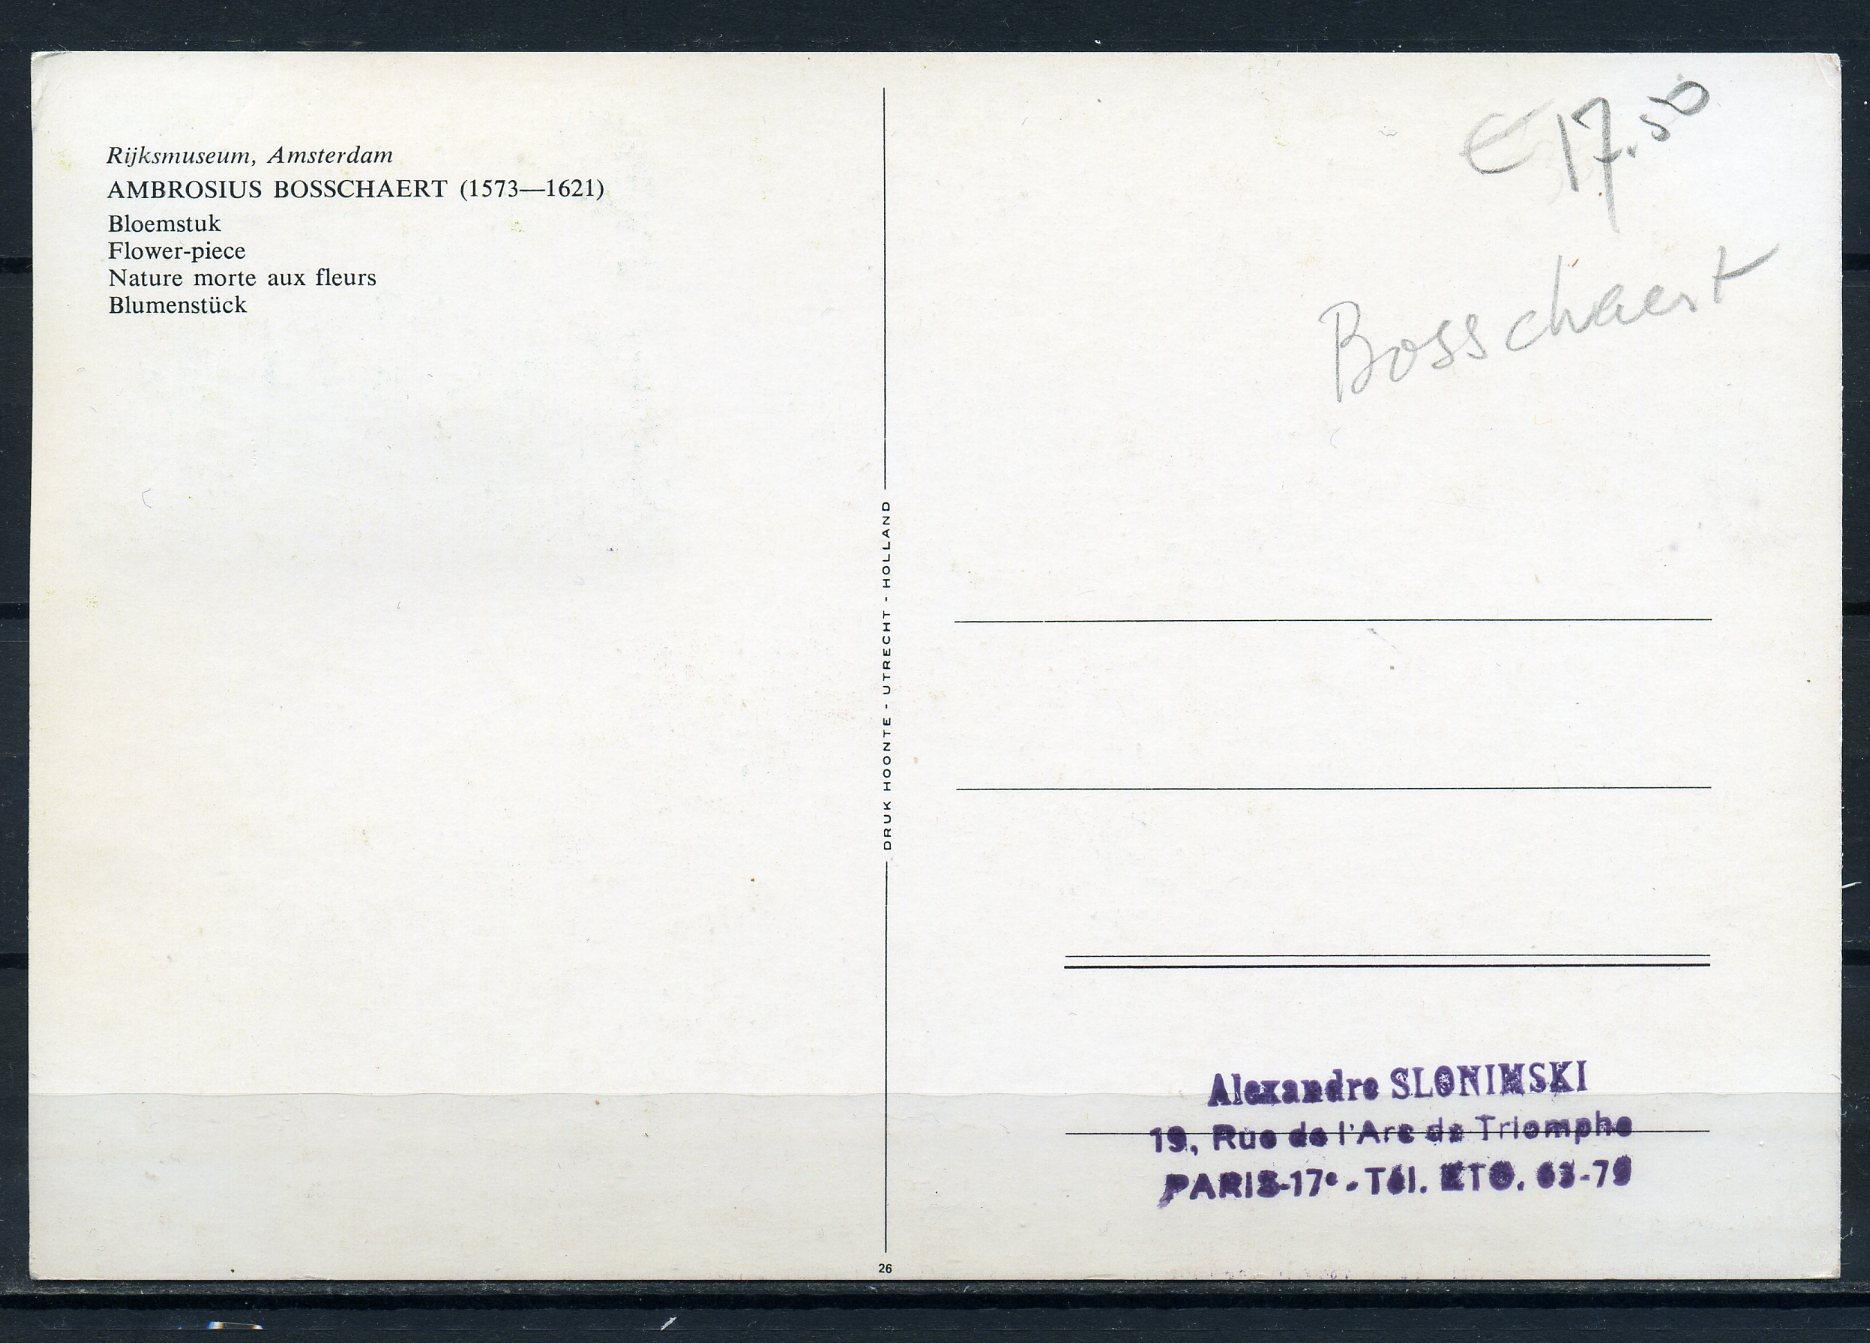 Rijksmuseum, Amsterdam
AMBROSIUS BOSSCHAERT (1573—1621)
Bloemstuk
Flower-piece
Nature morte aux fleurs
Blumenstück
DRUK HOONTE - UTRECHT - HOLLAND
26
€ 17.50
Bosschaert
Alexandre SLONIMSKI
19, Rue de l'Arc de Triomphe
PARIS-17e - Tél. ETO. 63-79